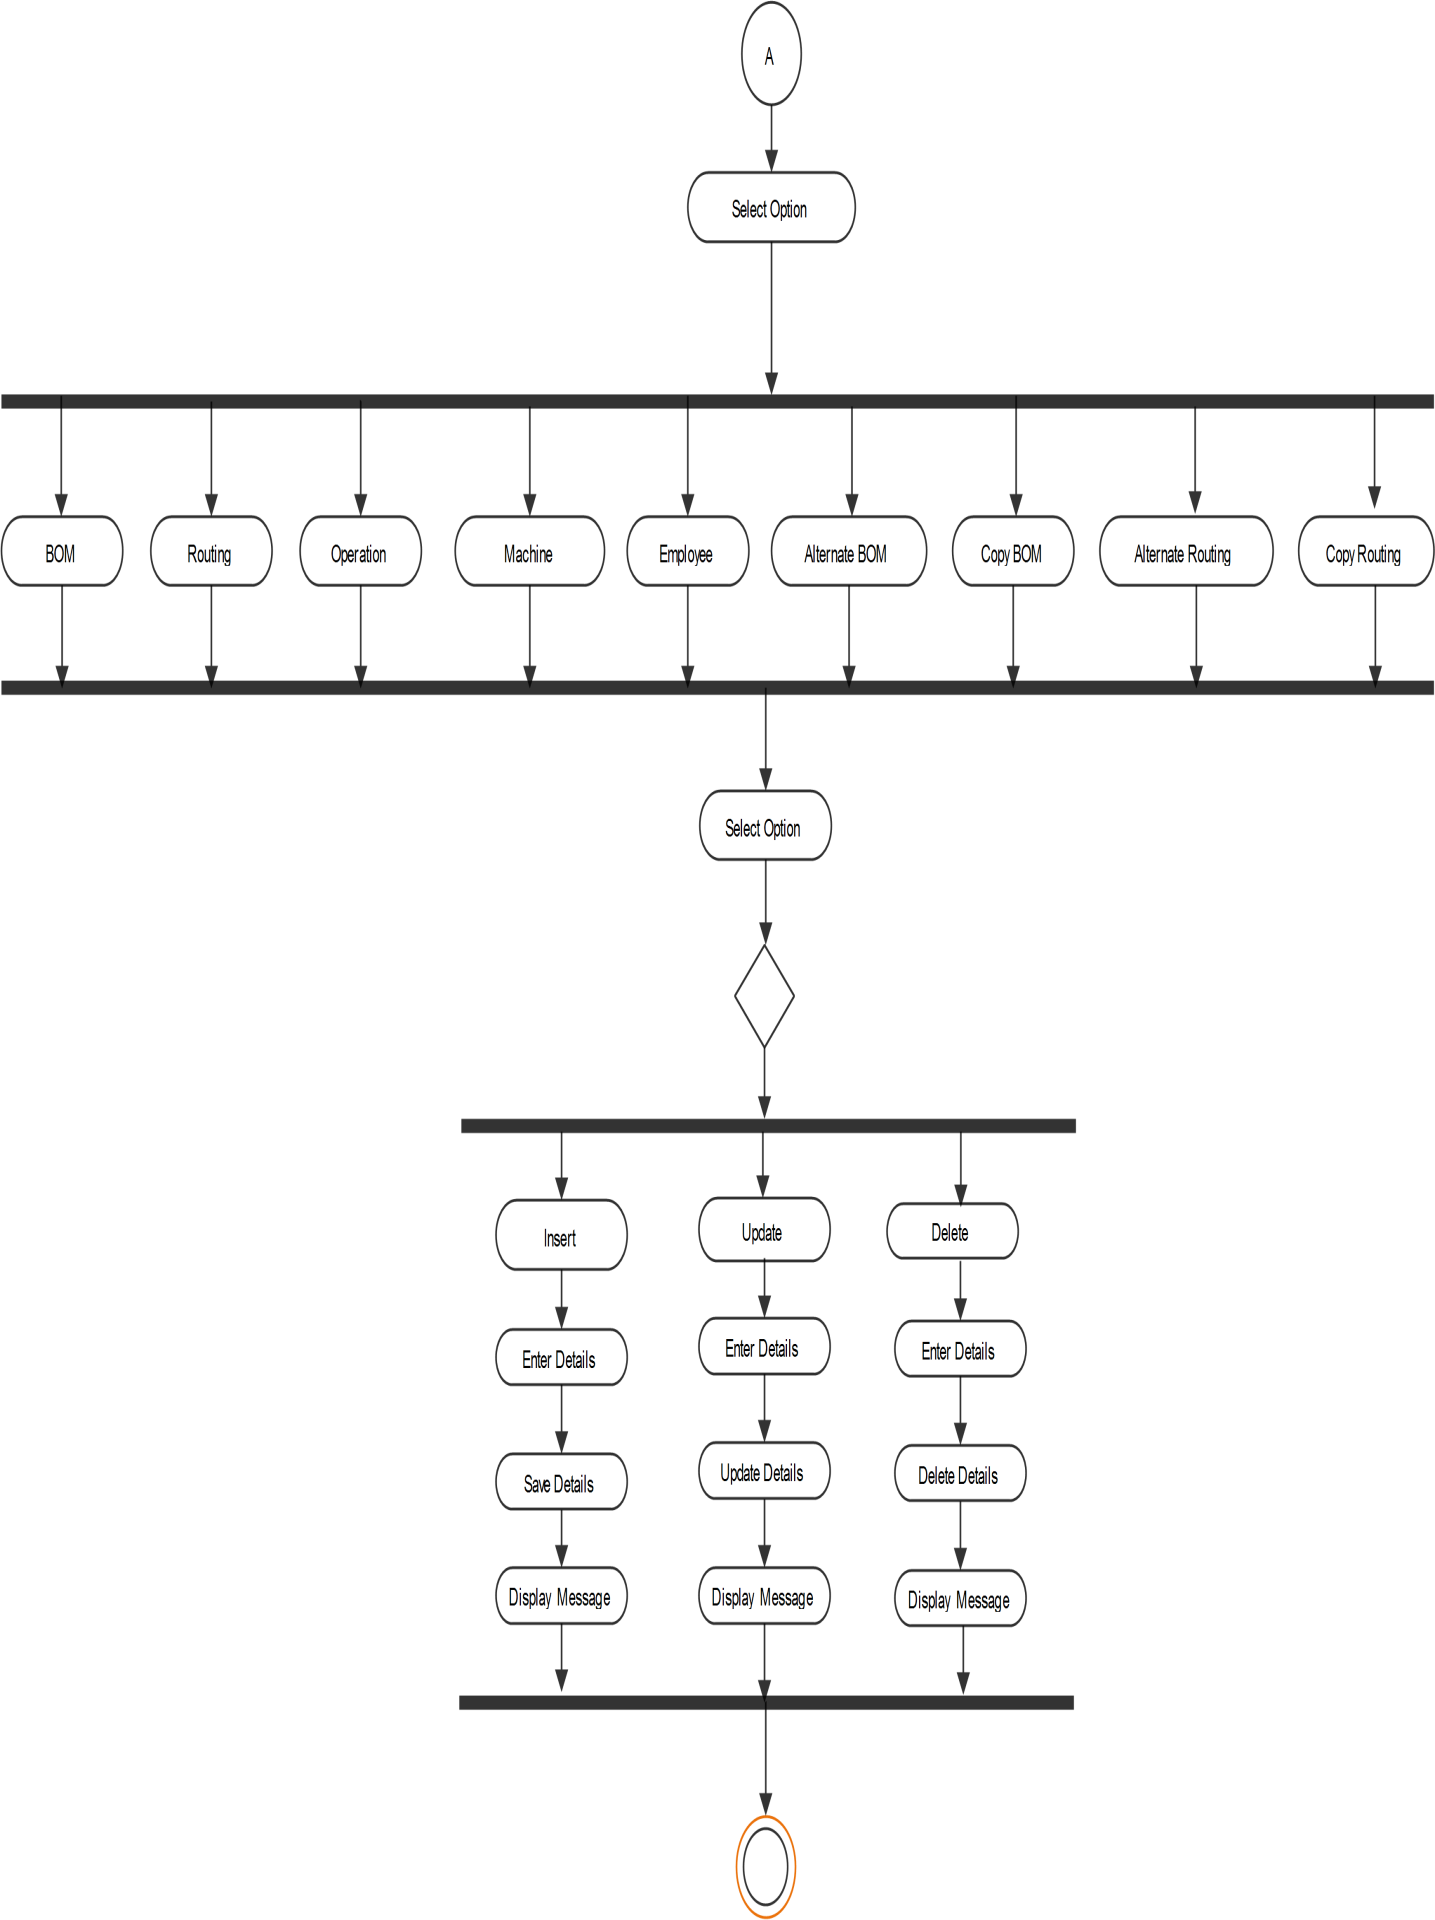 A
Select Option
BOM
Routing
Operation
Machine
Employee
Alternate BOM
Copy BOM
Alternate Routing
Copy Routing
Select Option
Insert
Update
Delete
Enter Details
Enter Details
Enter Details
Save Details
Update Details
Delete Details
Display Message
Display Message
Display Message